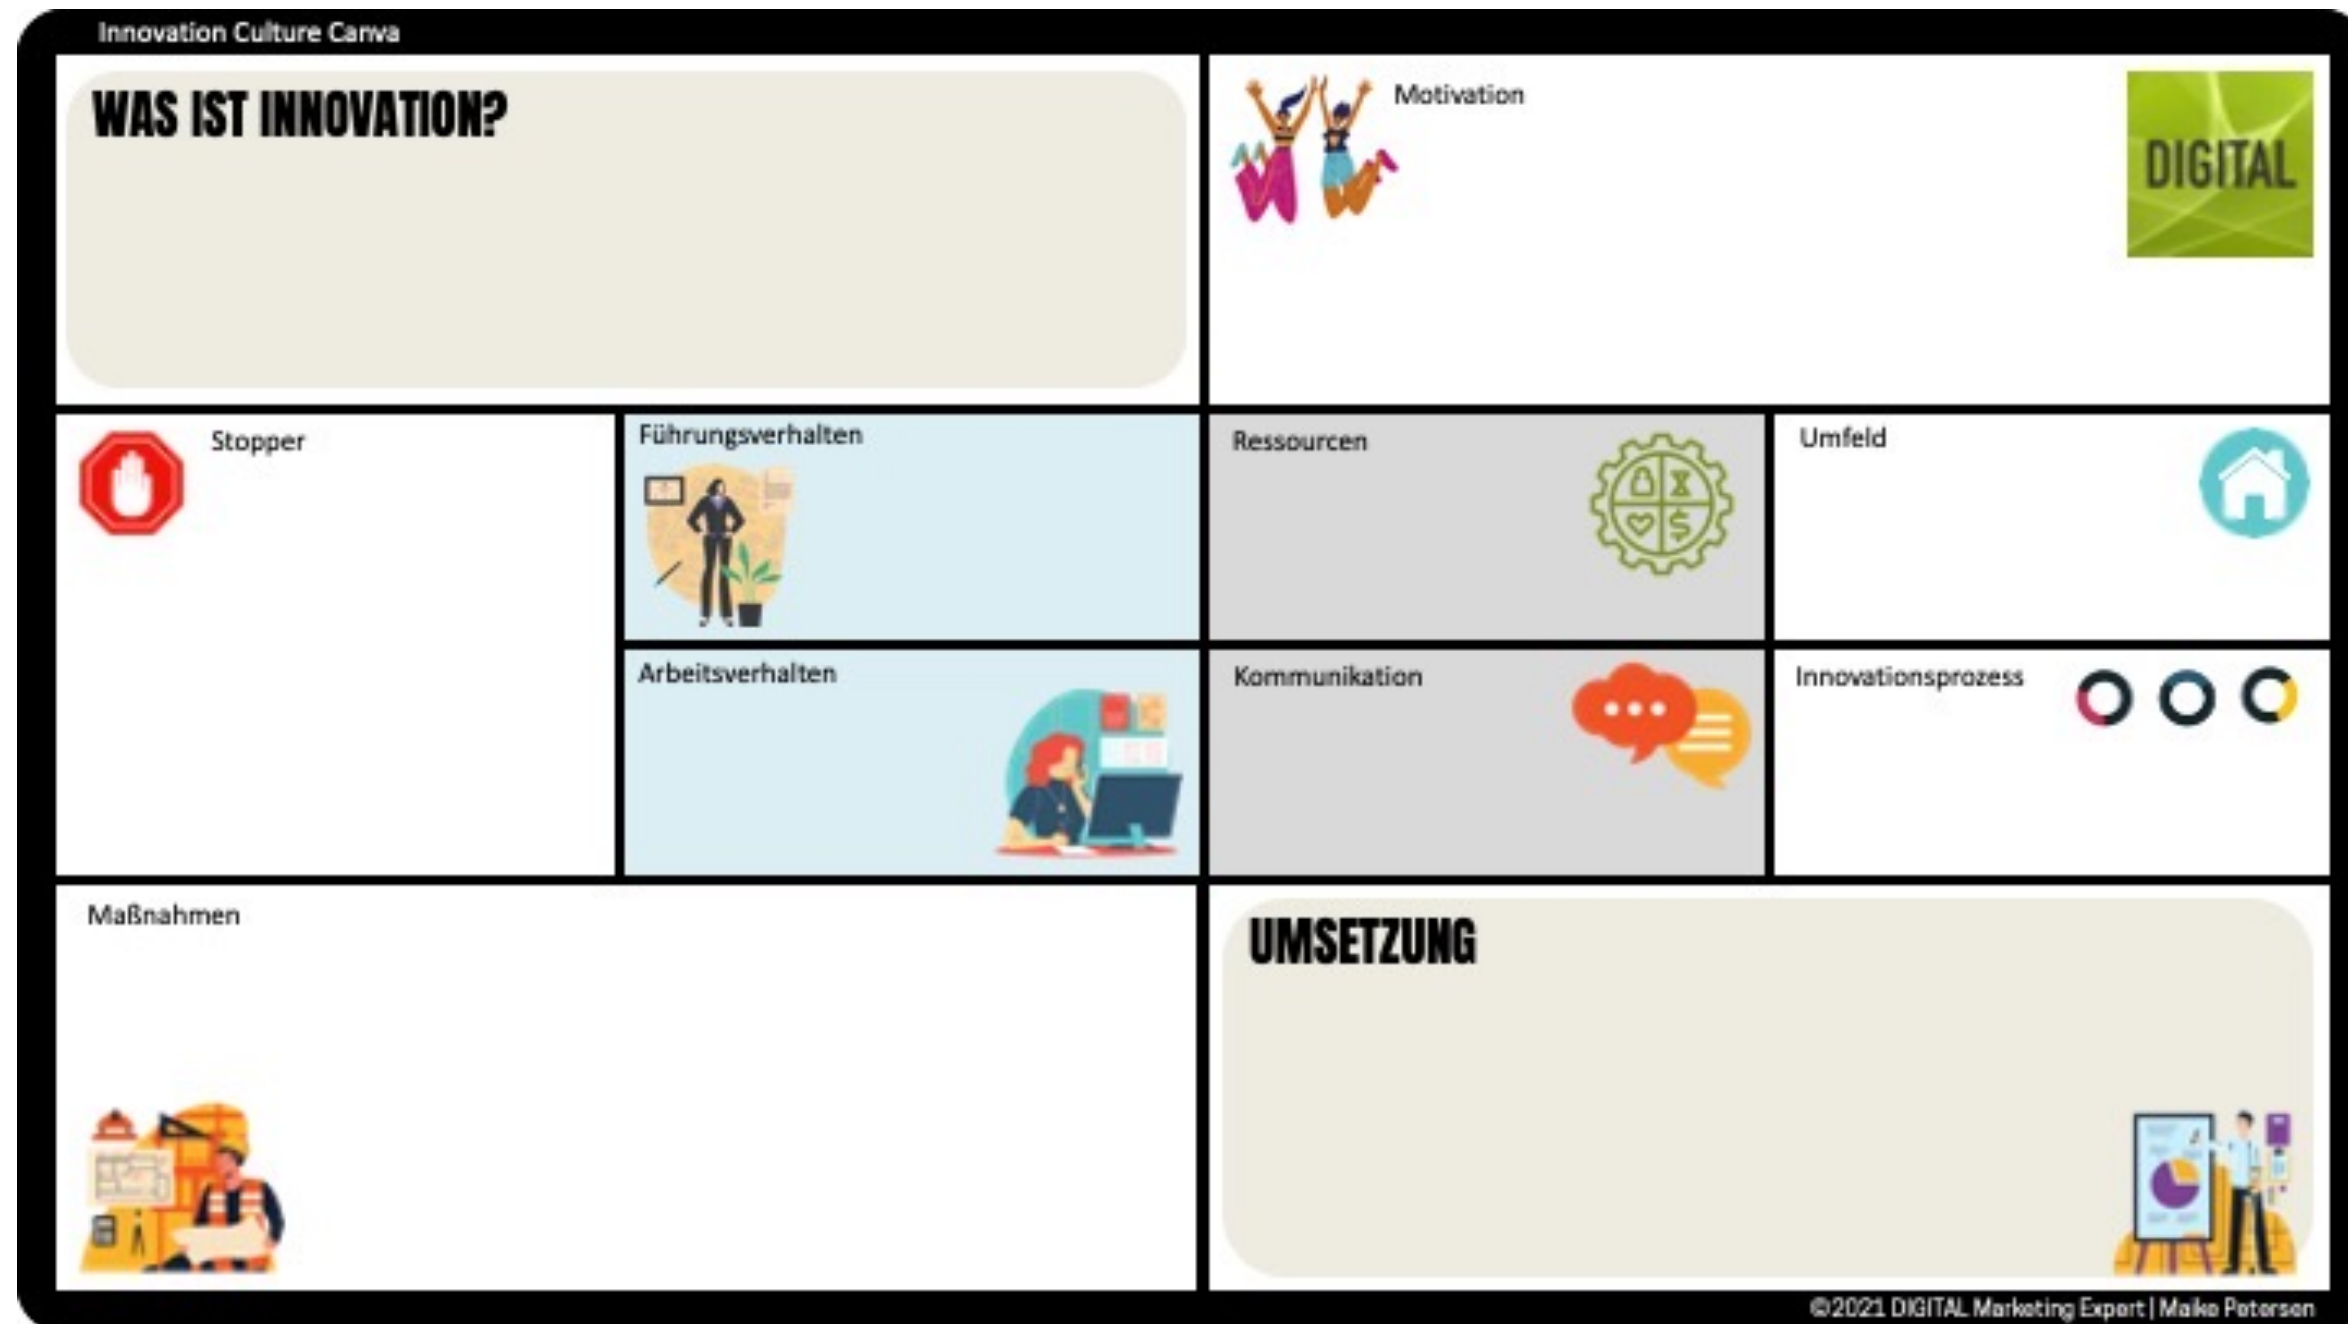 Innovation Culture Canva
WAS IST INNOVATION?
Motivation
DIGITAL
Stopper
Führungsverhalten
Ressourcen
Umfeld
Arbeitsverhalten
Kommunikation
Innovationsprozess
Maßnahmen
UMSETZUNG
©2021 DIGITAL Marketing Expert | Maike Petersen